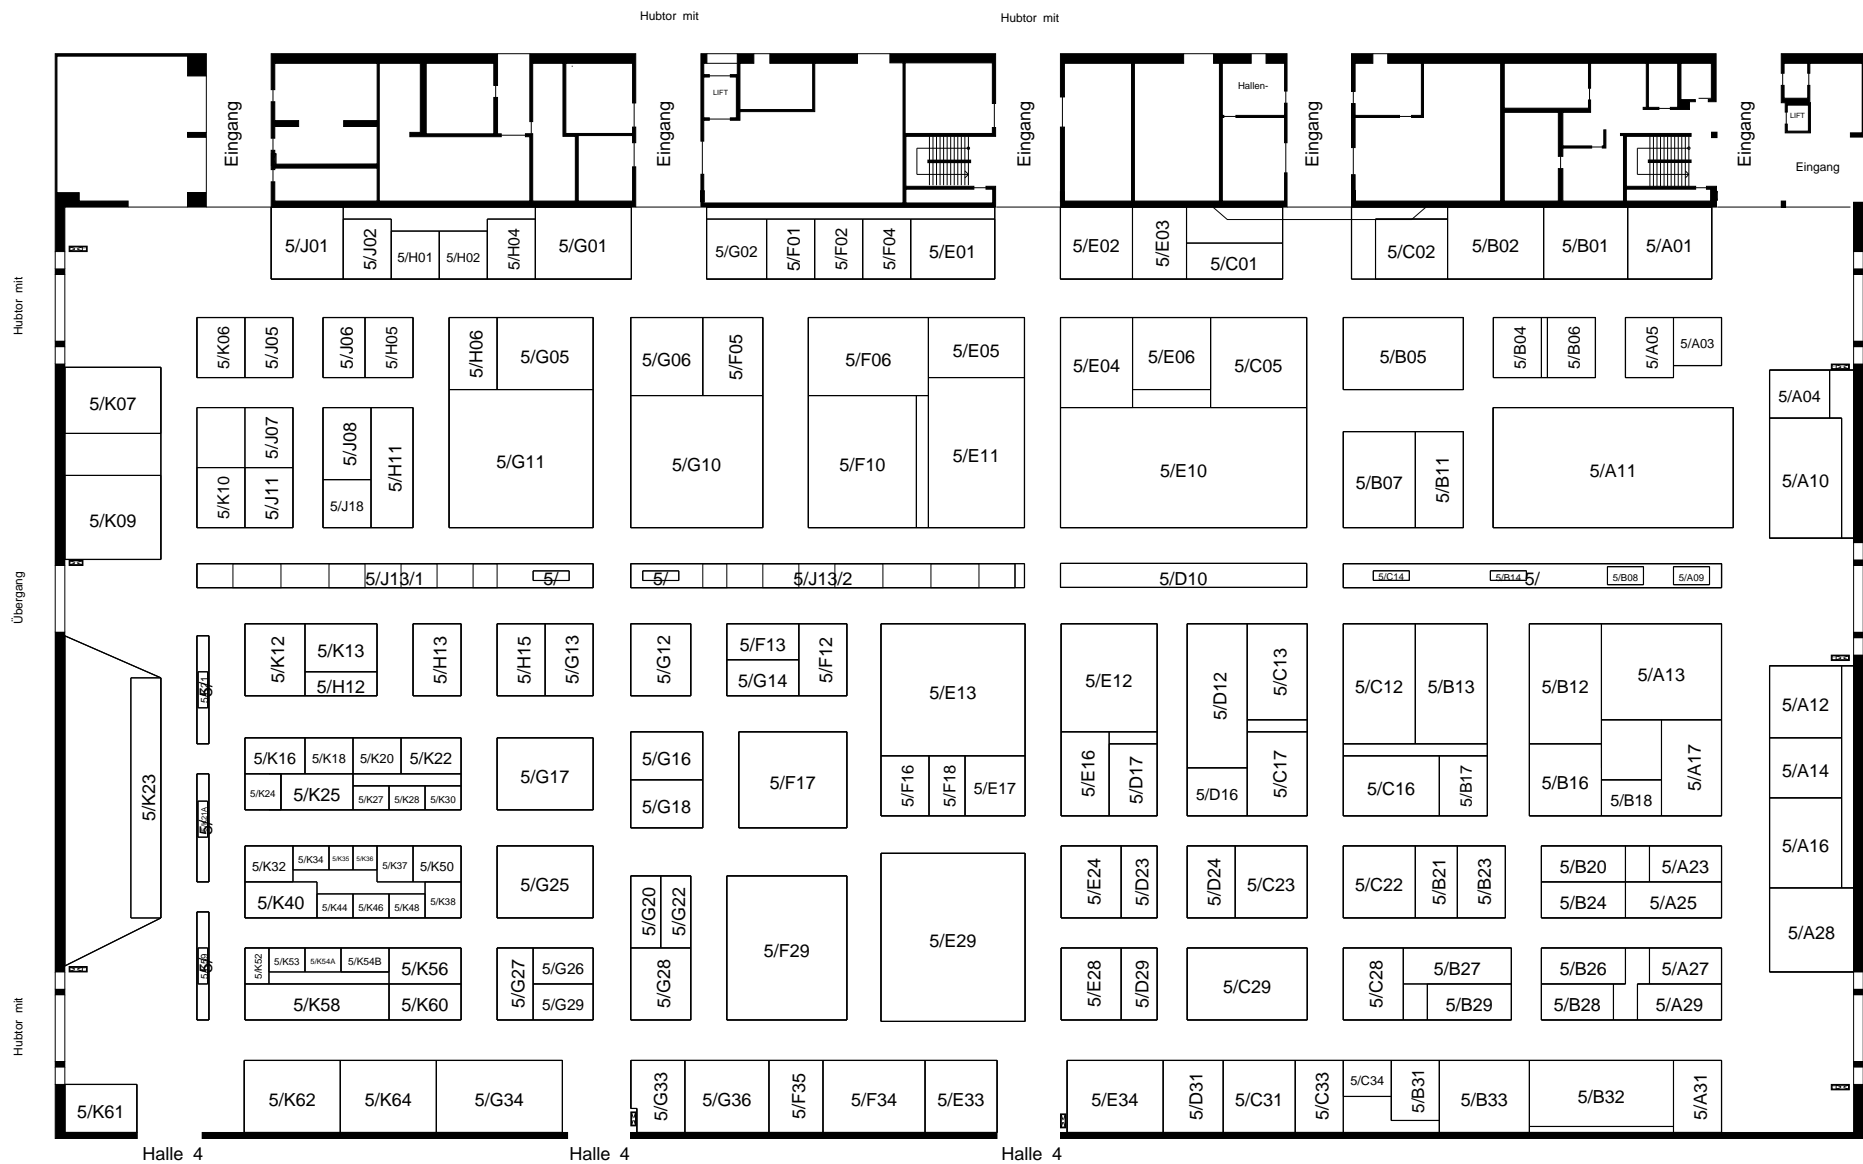 Hubtor mit
Hubtor mit
LIFT
Hallen-
LIFT
Eingang
Eingang
Eingang
Eingang
Eingang
Eingang
5/J01
5/J02
5/H01
5/H02
5/H04
5/G01
5/G02
5/F01
5/F02
5/F04
5/E01
5/E02
5/E03
5/C01
5/C02
5/B02
5/B01
5/A01
Hubtor mit
5/K06
5/J05
5/J06
5/H05
5/H06
5/G05
5/G06
5/F05
5/F06
5/E05
5/E04
5/E06
5/C05
5/B05
5/B04
5/B06
5/A05
5/A03
5/K07
5/A04
5/J07
5/J08
5/H11
5/G11
5/G10
5/F10
5/E11
5/E10
5/B07
5/B11
5/A11
5/A10
5/K09
5/K10
5/J11
5/J18
Übergang
5/J13/1
5/
5/
5/J13/2
5/D10
5/C14
5/B14
5/
5/B08
5/A09
5/K12
5/K13
5/H12
5/H13
5/H15
5/G13
5/G12
5/F13
5/G14
5/F12
5/E13
5/E12
5/D12
5/C13
5/C12
5/B13
5/B12
5/A13
5/A12
5/K16
5/K18
5/K20
5/K22
5/G17
5/G16
5/F17
5/E16
5/D17
5/C17
5/A17
5/A14
5/K23
5/K24
5/K25
5/K27
5/K28
5/K30
5/G18
5/F16
5/F18
5/E17
5/D16
5/C16
5/B17
5/B16
5/B18
5/K32
5/K34
5/K35
5/K36
5/K37
5/K50
5/G25
5/E24
5/D23
5/D24
5/C23
5/C22
5/B21
5/B23
5/B20
5/A23
5/A16
5/K40
5/K44
5/K46
5/K48
5/K38
5/G20
5/G22
5/F29
5/E29
5/B24
5/A25
5/A28
5/K52
5/K53
5/K54A
5/K54B
5/K56
5/G27
5/G26
5/G28
5/E28
5/D29
5/C29
5/C28
5/B27
5/B26
5/A27
5/K58
5/K60
5/G29
5/B29
5/B28
5/A29
Hubtor mit
5/K61
5/K62
5/K64
5/G34
5/G33
5/G36
5/F35
5/F34
5/E33
5/E34
5/D31
5/C31
5/C33
5/C34
5/B31
5/B33
5/B32
5/A31
Halle 4
Halle 4
Halle 4